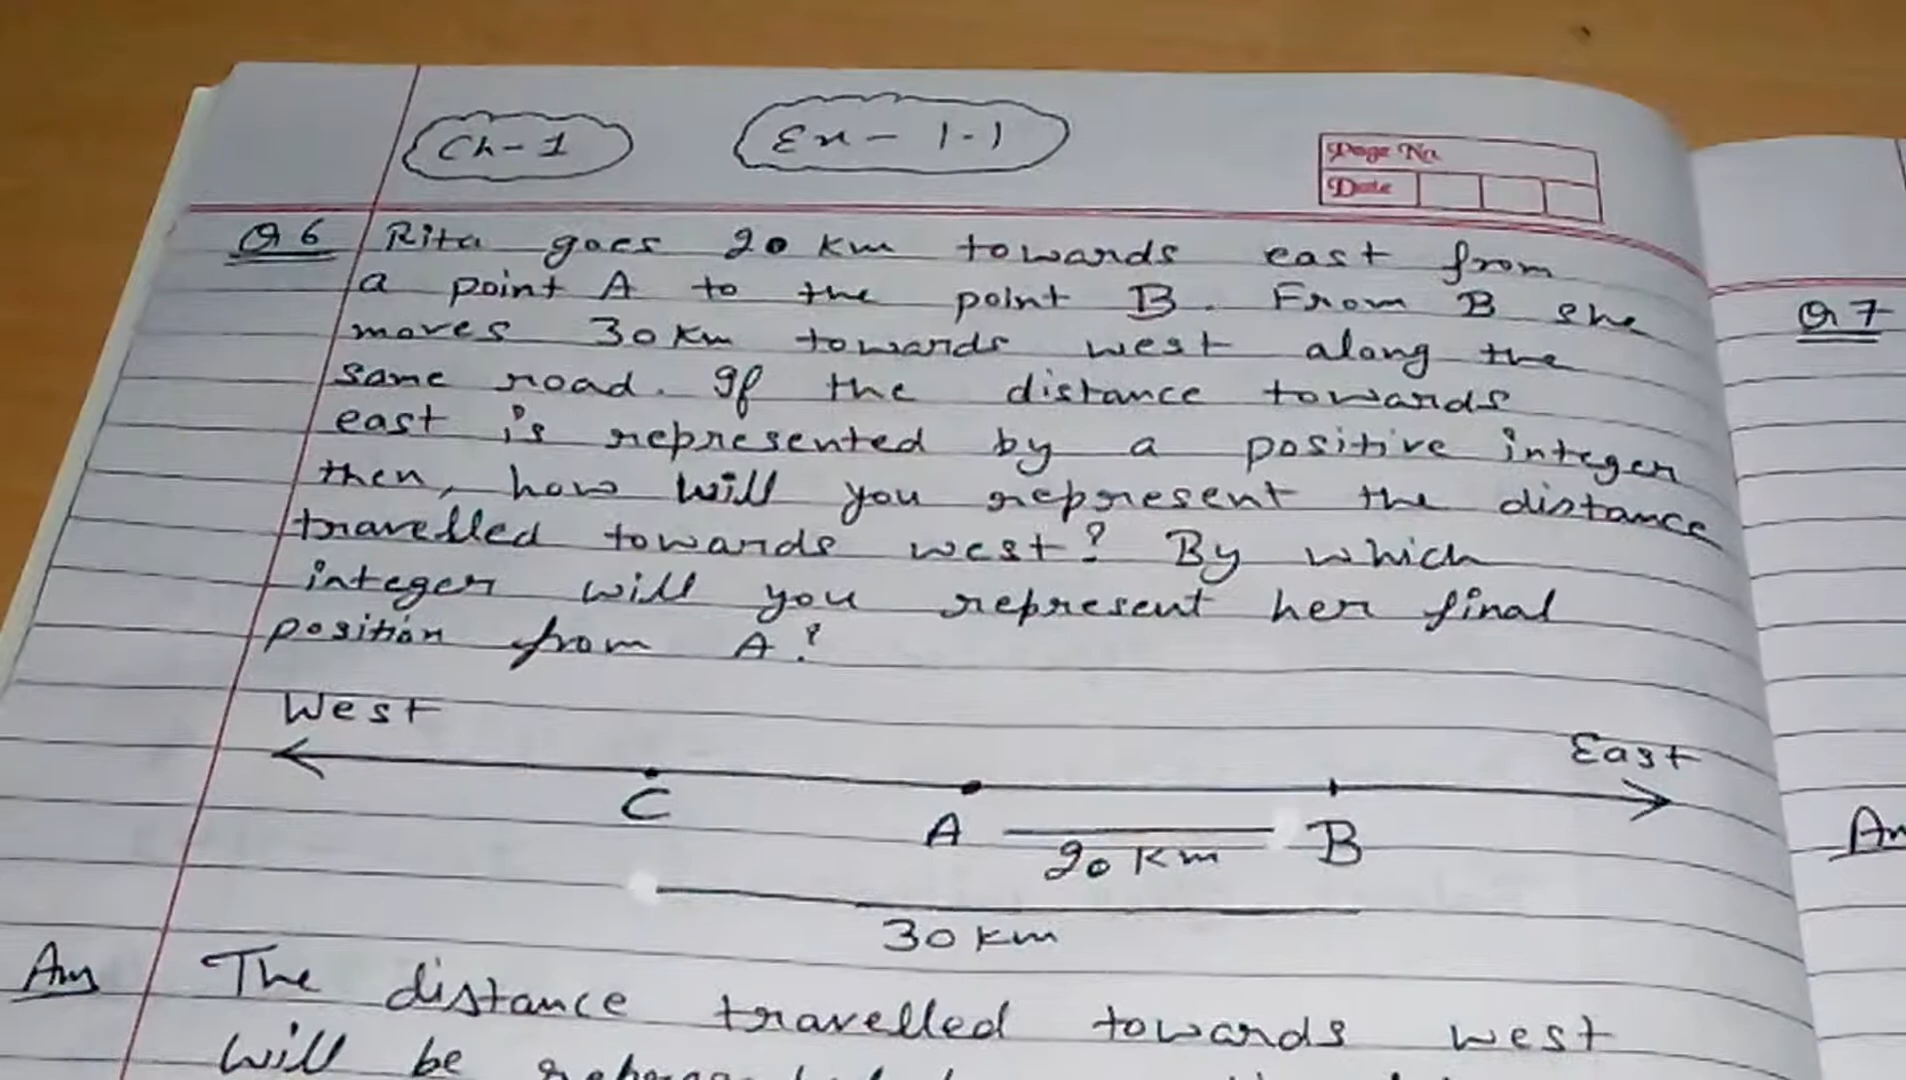 Ch-1
Ex- 1.1
Page No.
Date
Q 6 Rita goes 20 km towards east from
a point A to the point B. From B she
moves 30 km towards west along the
same road. If the distance towards
east is represented by a positive integer
then, how will you represent the distance
travelled towards west? By which
integer will you represent her final
position from A?
West
East
C
A
B
20 Km
30 km
Ans The distance travelled towards west
will be
Q 7